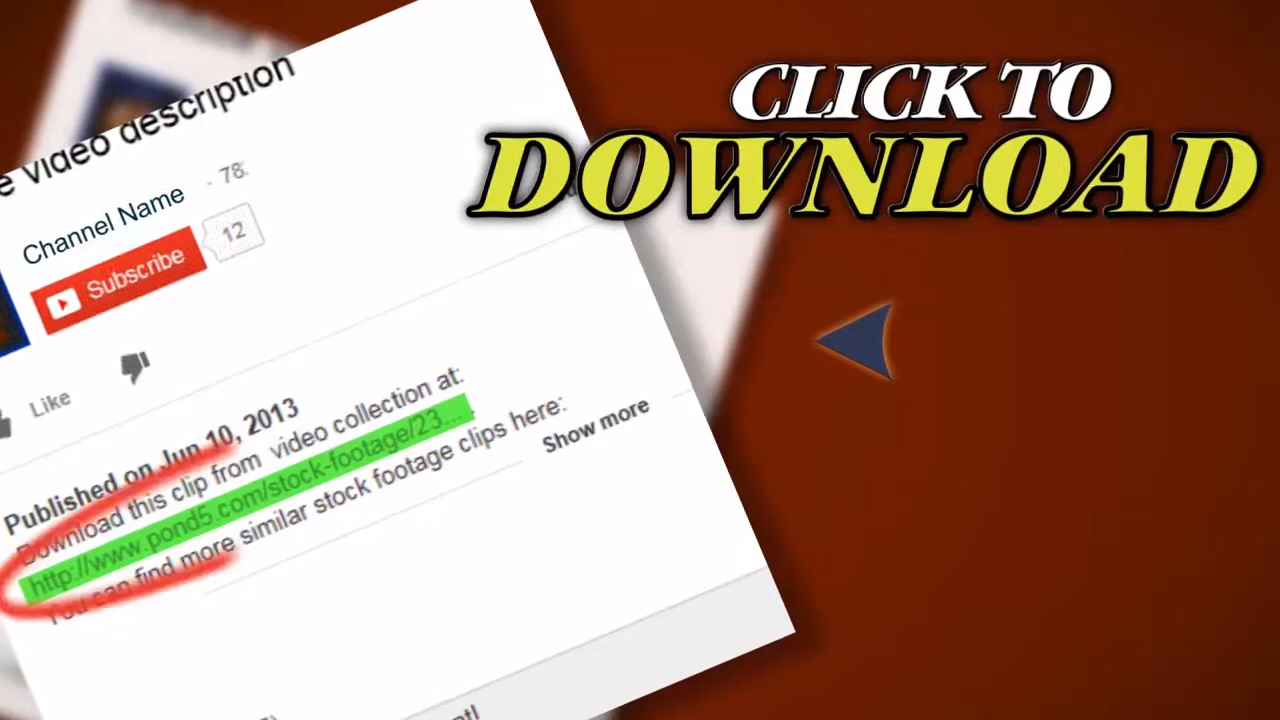 CLICK TO
DOWNLOAD
video description
Channel Name
Subscribe
12
Like
Published on Jun 10, 2013
Download this clip from video collection at:
http://www.pond5.com/stock-footage/23...
You can find more similar stock footage clips here:
Show more